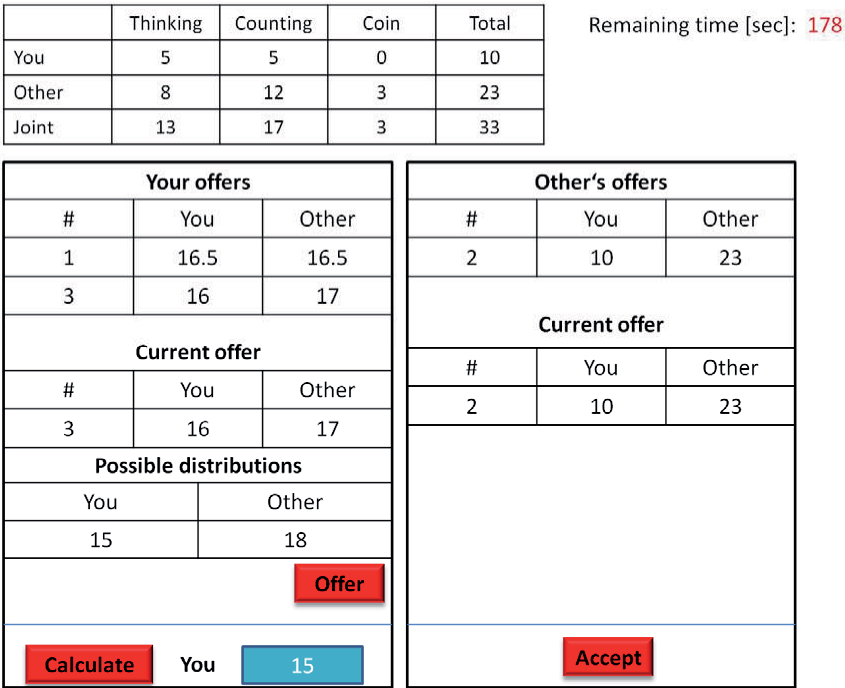 Thinking Counting Coin Total
You 5 5 0 10
Other 8 12 3 23
Joint 13 17 3 33
Remaining time [sec]: 178
Your offers
# You Other
1 16.5 16.5
3 16 17
Current offer
# You Other
3 16 17
Possible distributions
You Other
15 18
Offer
Calculate You 15
Other‘s offers
# You Other
2 10 23
Current offer
# You Other
2 10 23
Accept